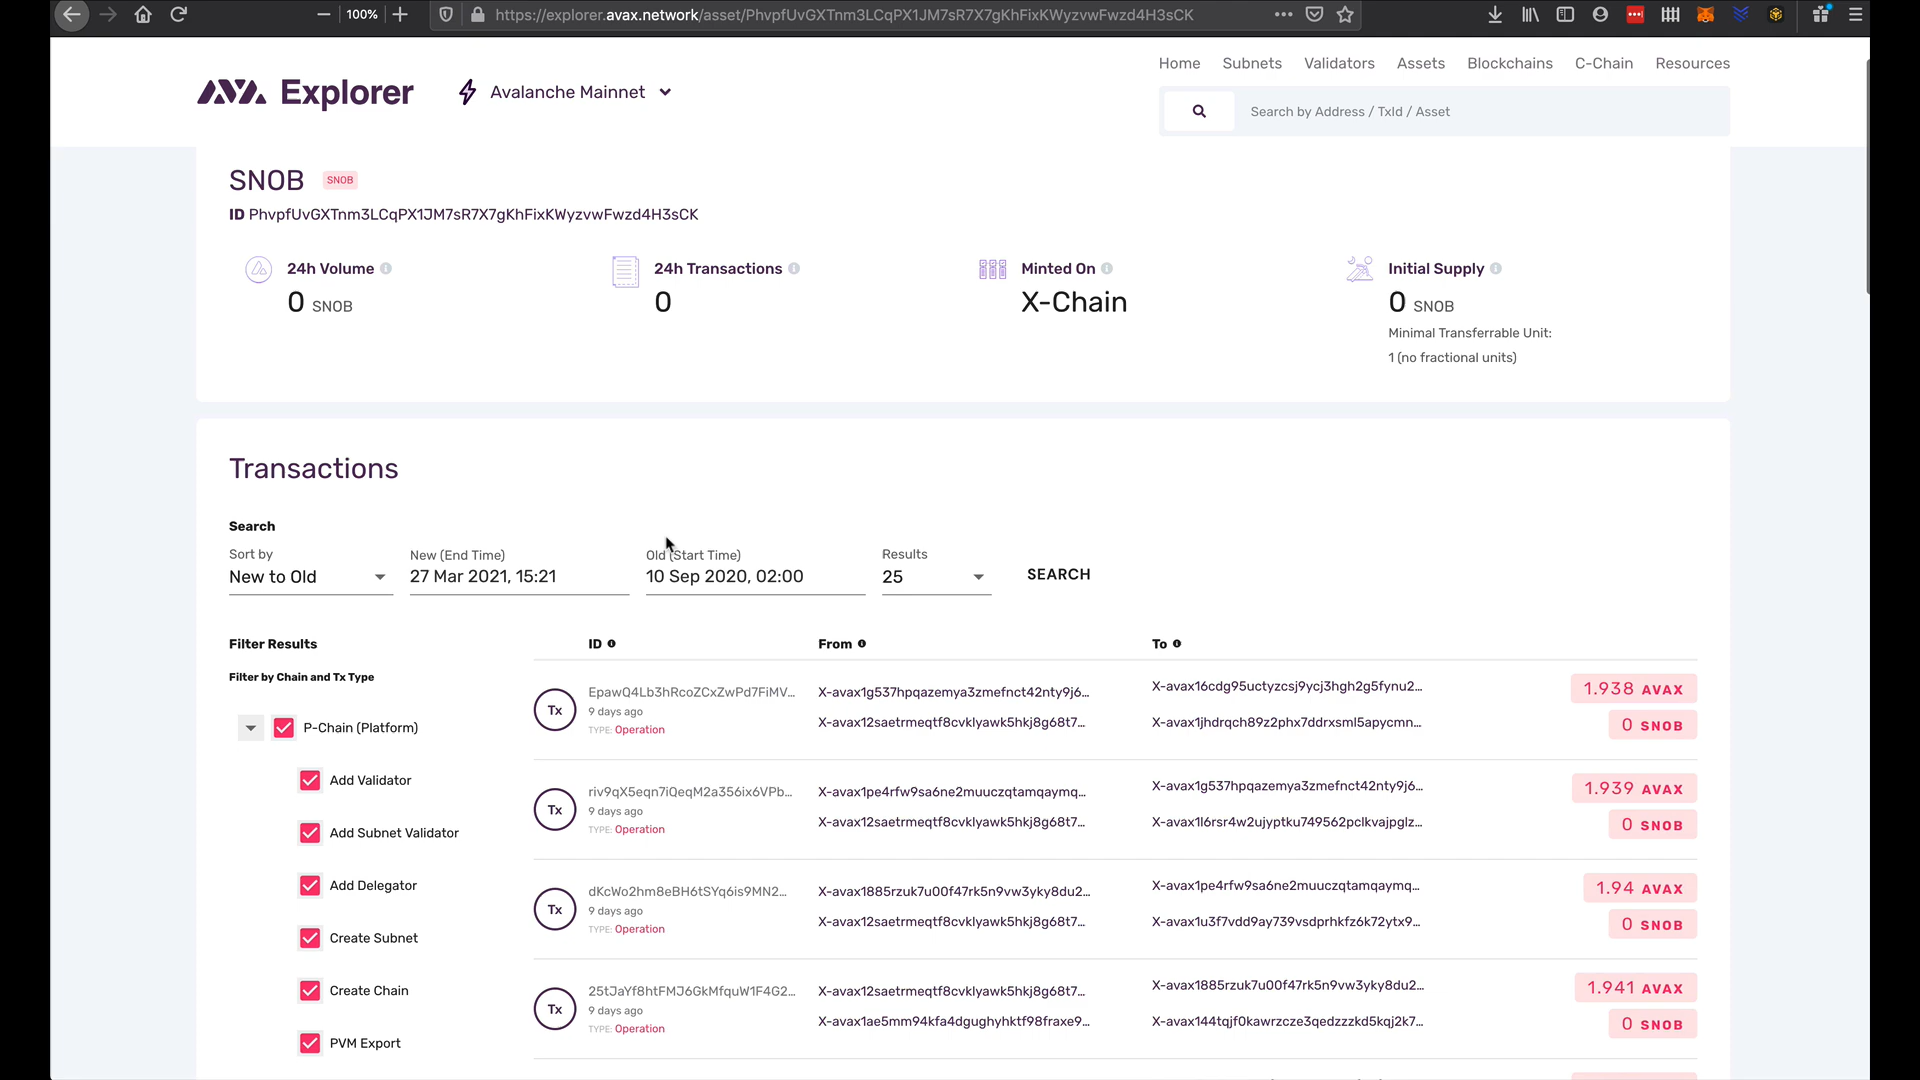 100%
https://explorer.avax.network/asset/PhvpfUvGXTnm3LCqPX1JM7sR7X7gKhFixKWyzvwFwzd4H3sCK
Home Subnets Validators Assets Blockchains C-Chain Resources
AVA Explorer
Avalanche Mainnet
Search by Address / TxId / Asset
SNOB SNOB
ID PhvpfUvGXTnm3LCqPX1JM7sR7X7gKhFixKWyzvwFwzd4H3sCK
24h Volume
0 SNOB
24h Transactions
0
Minted On
X-Chain
Initial Supply
0 SNOB
Minimal Transferrable Unit:
1 (no fractional units)
Transactions
Search
Sort by
New to Old
New (End Time)
27 Mar 2021, 15:21
Old (Start Time)
10 Sep 2020, 02:00
Results
25
SEARCH
Filter Results
Filter by Chain and Tx Type
P-Chain (Platform)
Add Validator
Add Subnet Validator
Add Delegator
Create Subnet
Create Chain
PVM Export
ID From To
Tx
EpawQ4Lb3hRcoZCxZwPd7FiMV...
9 days ago
TYPE: Operation
X-avax1g537hpqazemya3zmefnct42nty9j6...
X-avax12saetrmeqtf8cvklyawk5hkj8g68t7...
X-avax16cdg95uctyzcsj9ycj3hgh2g5fynu2...
X-avax1jhdrqch89z2phx7ddrxsml5apycmn...
1.938 AVAX
0 SNOB
Tx
riv9qX5eqn7iQeqM2a356ix6VPb...
9 days ago
TYPE: Operation
X-avax1pe4rfw9sa6ne2muuczqtamqaymq...
X-avax12saetrmeqtf8cvklyawk5hkj8g68t7...
X-avax1g537hpqazemya3zmefnct42nty9j6...
X-avax1l6rsr4w2ujyptku749562pclkvajpglz...
1.939 AVAX
0 SNOB
Tx
dKcWo2hm8eBH6tSYq6is9MN2...
9 days ago
TYPE: Operation
X-avax1885rzuk7u00f47rk5n9vw3yky8du2...
X-avax12saetrmeqtf8cvklyawk5hkj8g68t7...
X-avax1pe4rfw9sa6ne2muuczqtamqaymq...
X-avax1u3f7vdd9ay739vsdprhkfz6k72ytx9...
1.94 AVAX
0 SNOB
Tx
25tJaYf8htFMJ6GkMfquW1F4G2...
9 days ago
TYPE: Operation
X-avax12saetrmeqtf8cvklyawk5hkj8g68t7...
X-avax1ae5mm94kfa4dgughyhktf98fraxe9...
X-avax1885rzuk7u00f47rk5n9vw3yky8du2...
X-avax144tqjf0kawrzcze3qedzzzkd5kqj2k7...
1.941 AVAX
0 SNOB